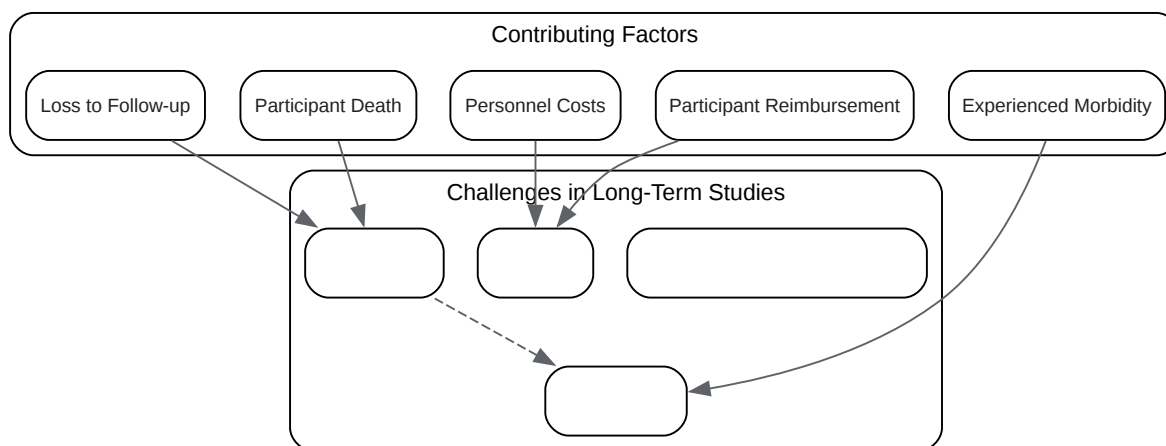 Contributing Factors
Loss to Follow-up
Participant Death
Personnel Costs
Participant Reimbursement
Experienced Morbidity
Challenges in Long-Term Studies